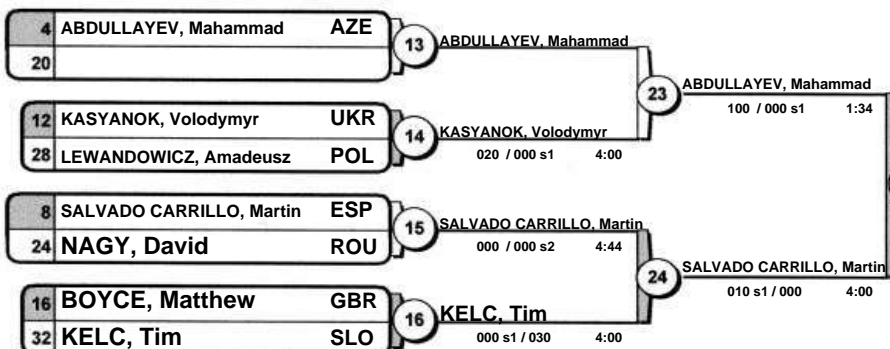 4 ABDULLAYEV, Mahammad AZE
20
13
ABDULLAYEV, Mahammad
12 KASYANOK, Volodymyr UKR
28 LEWANDOWICZ, Amadeusz POL
14
KASYANOK, Volodymyr
020 / 000 s1 4:00
23
ABDULLAYEV, Mahammad
100 / 000 s1 1:34
8 SALVADO CARRILLO, Martin ESP
24 NAGY, David ROU
15
SALVADO CARRILLO, Martin
000 / 000 s2 4:44
16 BOYCE, Matthew GBR
32 KELC, Tim SLO
16
KELC, Tim
000 s1 / 030 4:00
24
SALVADO CARRILLO, Martin
010 s1 / 000 4:00